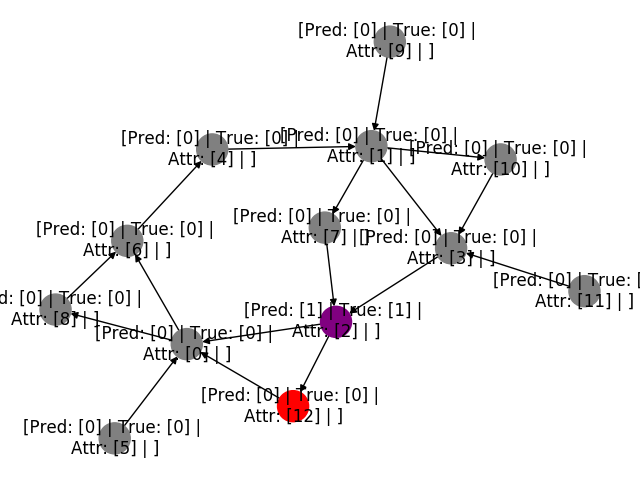 [Pred: [0] | True: [0] |
Attr: [9] | ]
[Pred: [0] | True: [0] |
Attr: [4] | ]
[Pred: [0] | True: [0] |
Attr: [1] | ]
[Pred: [0] | True: [0] |
Attr: [10] | ]
[Pred: [0] | True: [0] |
Attr: [7] | ]
[Pred: [0] | True: [0] |
Attr: [6] | ]
[Pred: [0] | True: [0] |
Attr: [3] | ]
[Pred: [0] | True: [
Attr: [11] | ]
d: [0] | True: [0] |
Attr: [8] | ]
[Pred: [1] | True: [1] |
Attr: [2] | ]
[Pred: [0] | True: [0] |
Attr: [0] | ]
[Pred: [0] | True: [0] |
Attr: [12] | ]
[Pred: [0] | True: [0] |
Attr: [5] | ]